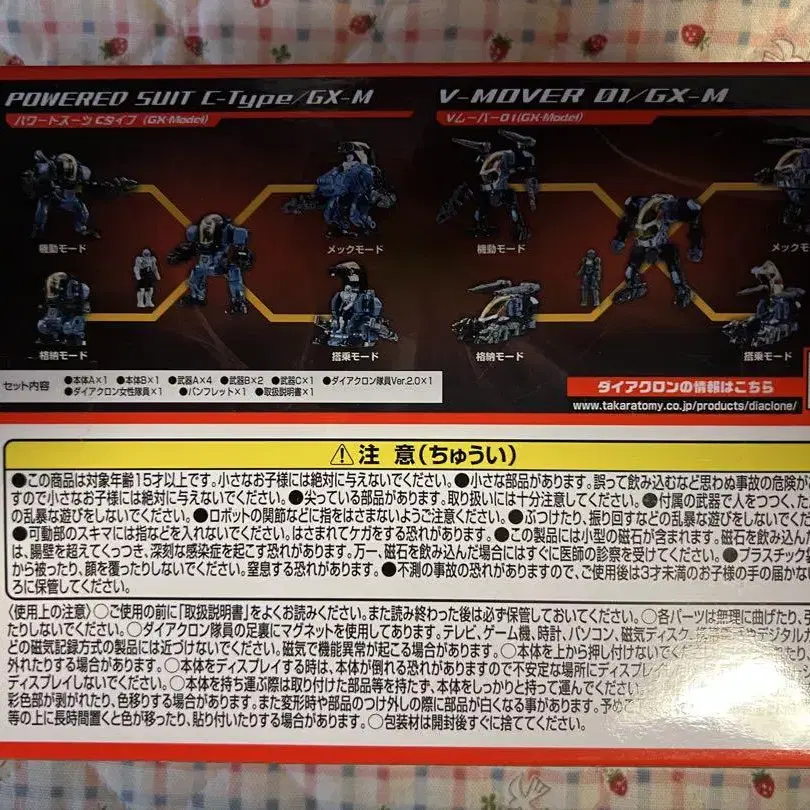 POWERED SUIT C-Type/GX-M
パワードスーツ Cタイプ (GX-Model)
機動モード
メックモード
格納モード
搭乗モード
V-MOVER 01/GX-M
Vムーバー01(GX-Model)
機動モード
メックモ
格納モード
搭乗モード
セット内容
●本体A×1 ●本体B×1 ●武器A×4 ●武器B×2 ●武器C×1 ●ダイアクロン隊員Ver.2.0×1
●ダイアクロン女性隊員×1 ●パンフレット×1 ●取扱説明書×1
ダイアクロンの情報はこちら
www.takaratomy.co.jp/products/diaclone/
⚠注 意(ちゅうい)
●この商品は対象年齢15才以上です。小さなお子様には絶対に与えないでください。●小さな部品があります。誤って飲み込むなど思わぬ事故の危険が
すので小さなお子様には絶対に与えないでください。●尖っている部品があります。取り扱いには十分注意してください。●付属の武器で人をつつく、た
の乱暴な遊びをしないでください。●ロボットの関節などに指をはさまないようご注意ください。●ぶつけたり、振り回すなどの乱暴な遊びをしないでくだ
●可動部のスキマには指などを入れないでください。はさまれてケガをする恐れがあります。●この製品には小型の磁石が含まれます。磁石を飲み込ん
は、腸壁を超えてくっつき、深刻な感染症を起こす恐れがあります。万一、磁石を飲み込んだ場合にはすぐに医師の診察を受けてください。●プラスチック
から被ったり、顔を覆ったりしないでください。窒息する恐れがあります。●不測の事故の恐れがありますので、ご使用後は3才未満のお子様の手の届かな
ろに保管してください。
〈使用上の注意〉○ご使用の前に「取扱説明書」をよくお読みください。また読み終わった後は必ず保管しておいてください。○各パーツは無理に曲げたり、引
たりしないでください。○ダイアクロン隊員の足裏にマグネットを使用してあります。テレビ、ゲーム機、時計、パソコン、磁気ディスク、デジタル
どの磁気記録方式の製品には近づけないでください。磁気で機能異常が起こる場合があります。○本体を上から押し付けないでくだ
外れたりする場合があります。○本体をディスプレイする時は、本体が倒れる恐れがありますので不安定な場所にディスプレイ
ディスプレイしないでください。○本体を持ち運ぶ際は取り付けた部品等を持たず、本体をしっかりと持って運んでください。
彩色部が剥がれたり、色移りする場合があります。また変形時や部品のつけ外しの際に部品が白くなる事があります。予め
等の上に長時間置くと色が移ったり、貼り付いたりする場合があります。○包装材は開封後すぐに捨ててください。